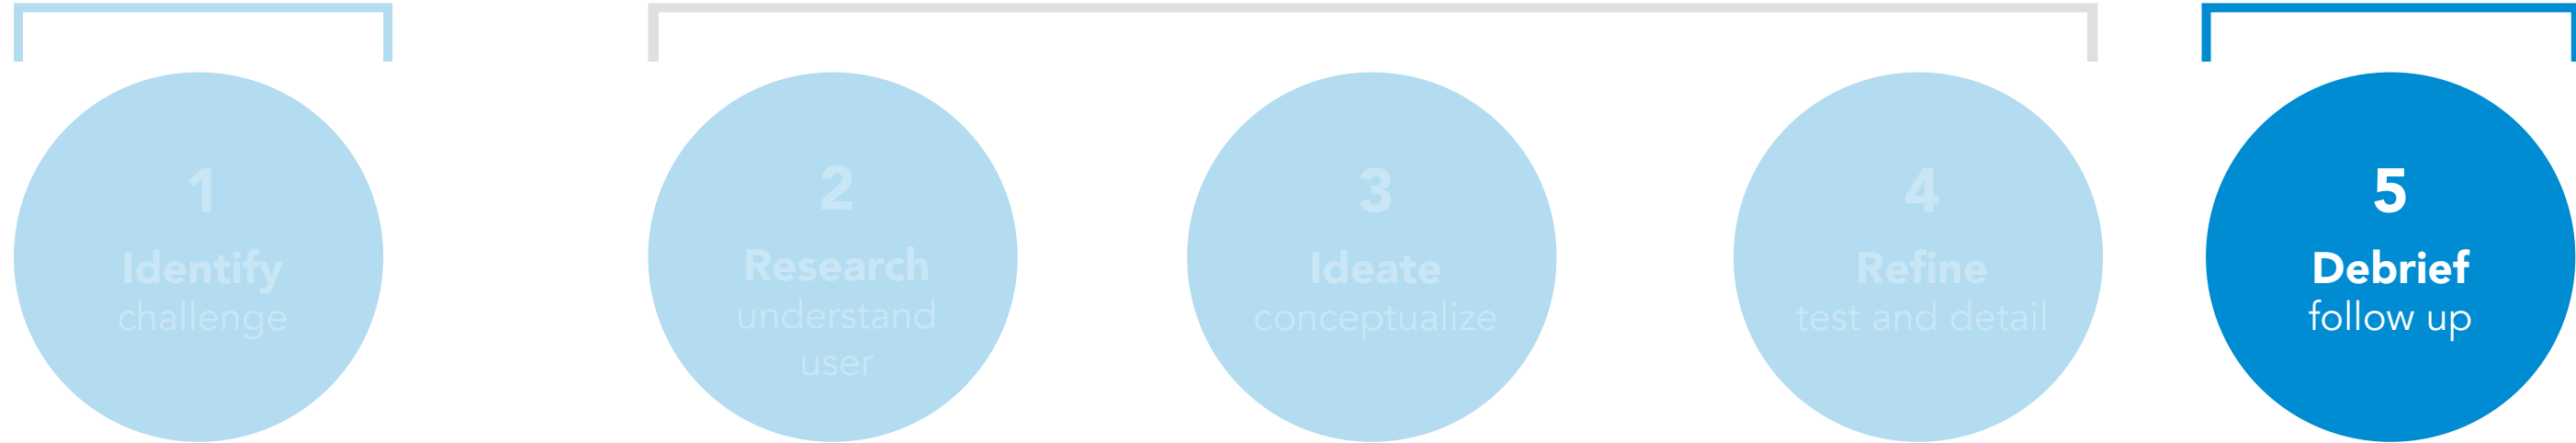 1
Identify
challenge
2
Research
understand
user
3
Ideate
conceptualize
4
Refine
test and detail
5
Debrief
follow up